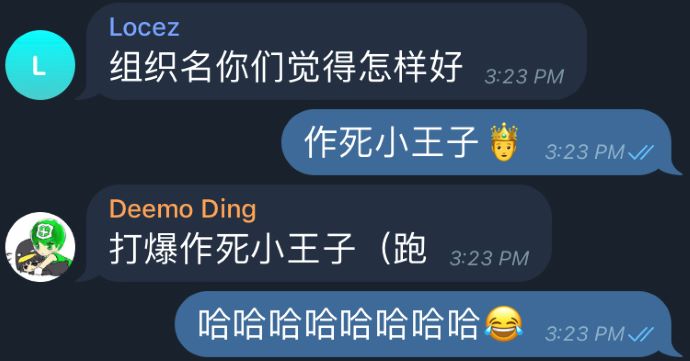 Locez
L
组织名你们觉得怎样好 3:23 PM
作死小王子🤴 3:23 PM
Deemo Ding
打爆作死小王子（跑 3:23 PM
哈哈哈哈哈哈哈哈😂 3:23 PM